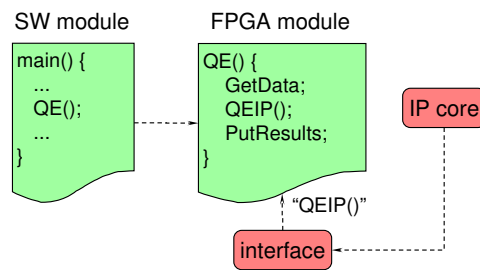 SW module
FPGA module
main() {
...
QE();
...
}
QE() {
GetData;
QEIP();
PutResults;
}
IP core
“QEIP()”
interface